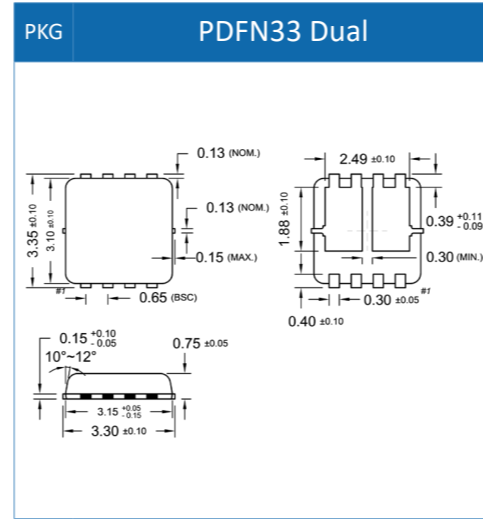 PKG PDFN33 Dual
0.13 (NOM.)
0.13 (NOM.)
3.35 ±0.10
3.10 ±0.10
0.15 (MAX.)
#1
0.65 (BSC)
2.49 ±0.10
1.88 ±0.10
0.39 +0.11 -0.09
0.30 (MIN.)
#1
0.30 ±0.05
0.40 ±0.10
0.15 +0.10 -0.05
10°~12°
0.75 ±0.05
3.15 +0.05 -0.15
3.30 ±0.10